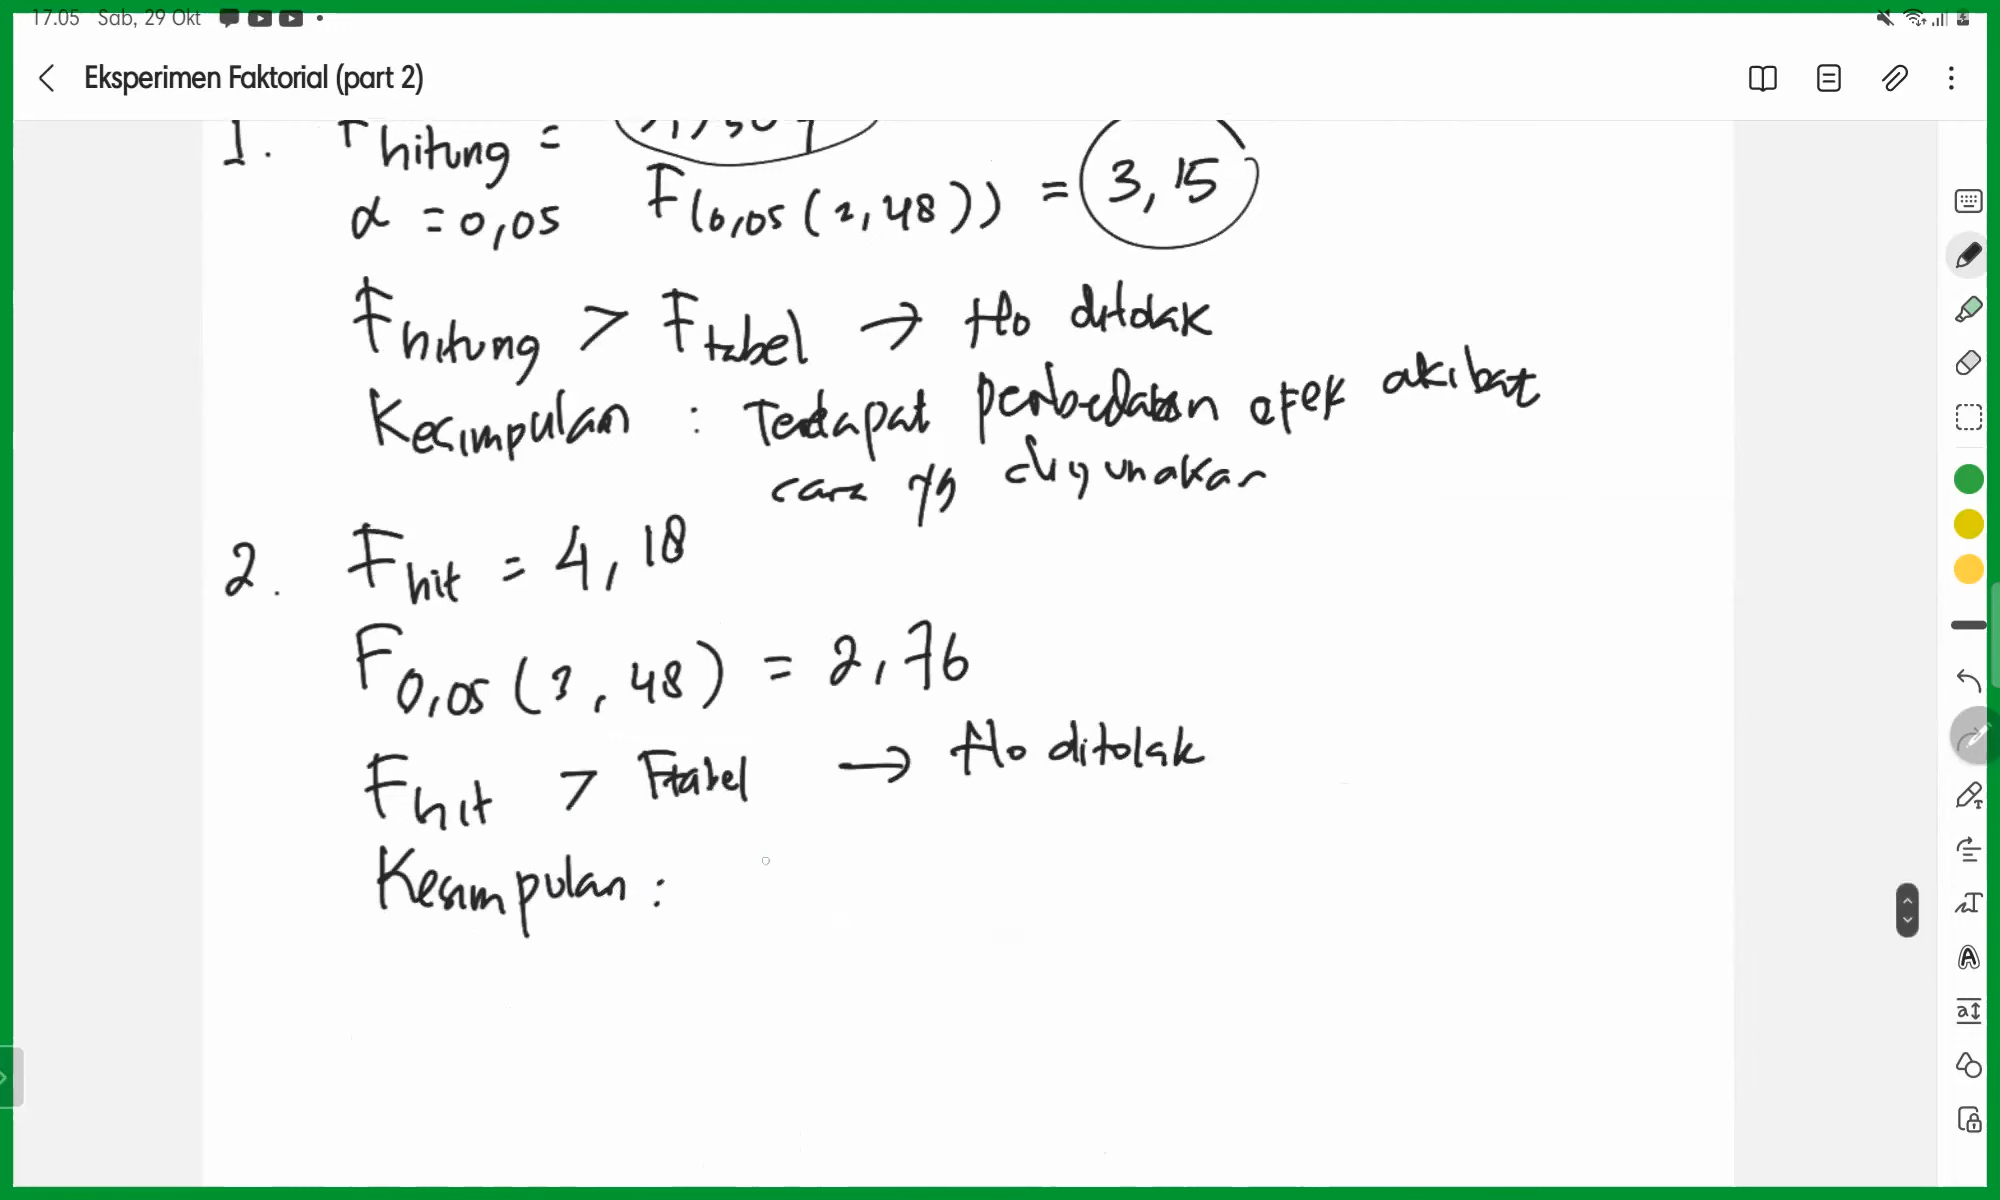 17.05 Sab, 29 Okt
Eksperimen Faktorial (part 2)
1. Fhitung =
α = 0,05 F(0,05(2,48)) = 3,15
Fhitung > Ftabel → Ho ditolak
Kesimpulan : Terdapat perbedaan efek akibat
cara yg digunakan
2. Fhit = 4,18
F0,05(3,48) = 2,76
Fhit > Ftabel → Ho ditolak
Kesimpulan :